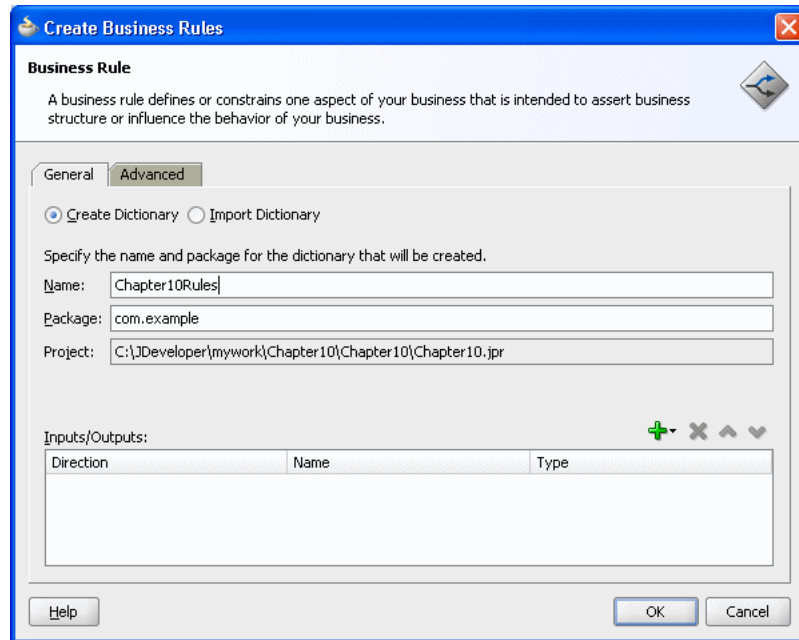 Create Business Rules
Business Rule
A business rule defines or constrains one aspect of your business that is intended to assert business
structure or influence the behavior of your business.
General Advanced
Create Dictionary Import Dictionary
Specify the name and package for the dictionary that will be created.
Name: Chapter10Rules
Package: com.example
Project: C:\JDeveloper\mywork\Chapter10\Chapter10\Chapter10.jpr
Inputs/Outputs:
Direction Name Type
Help OK Cancel